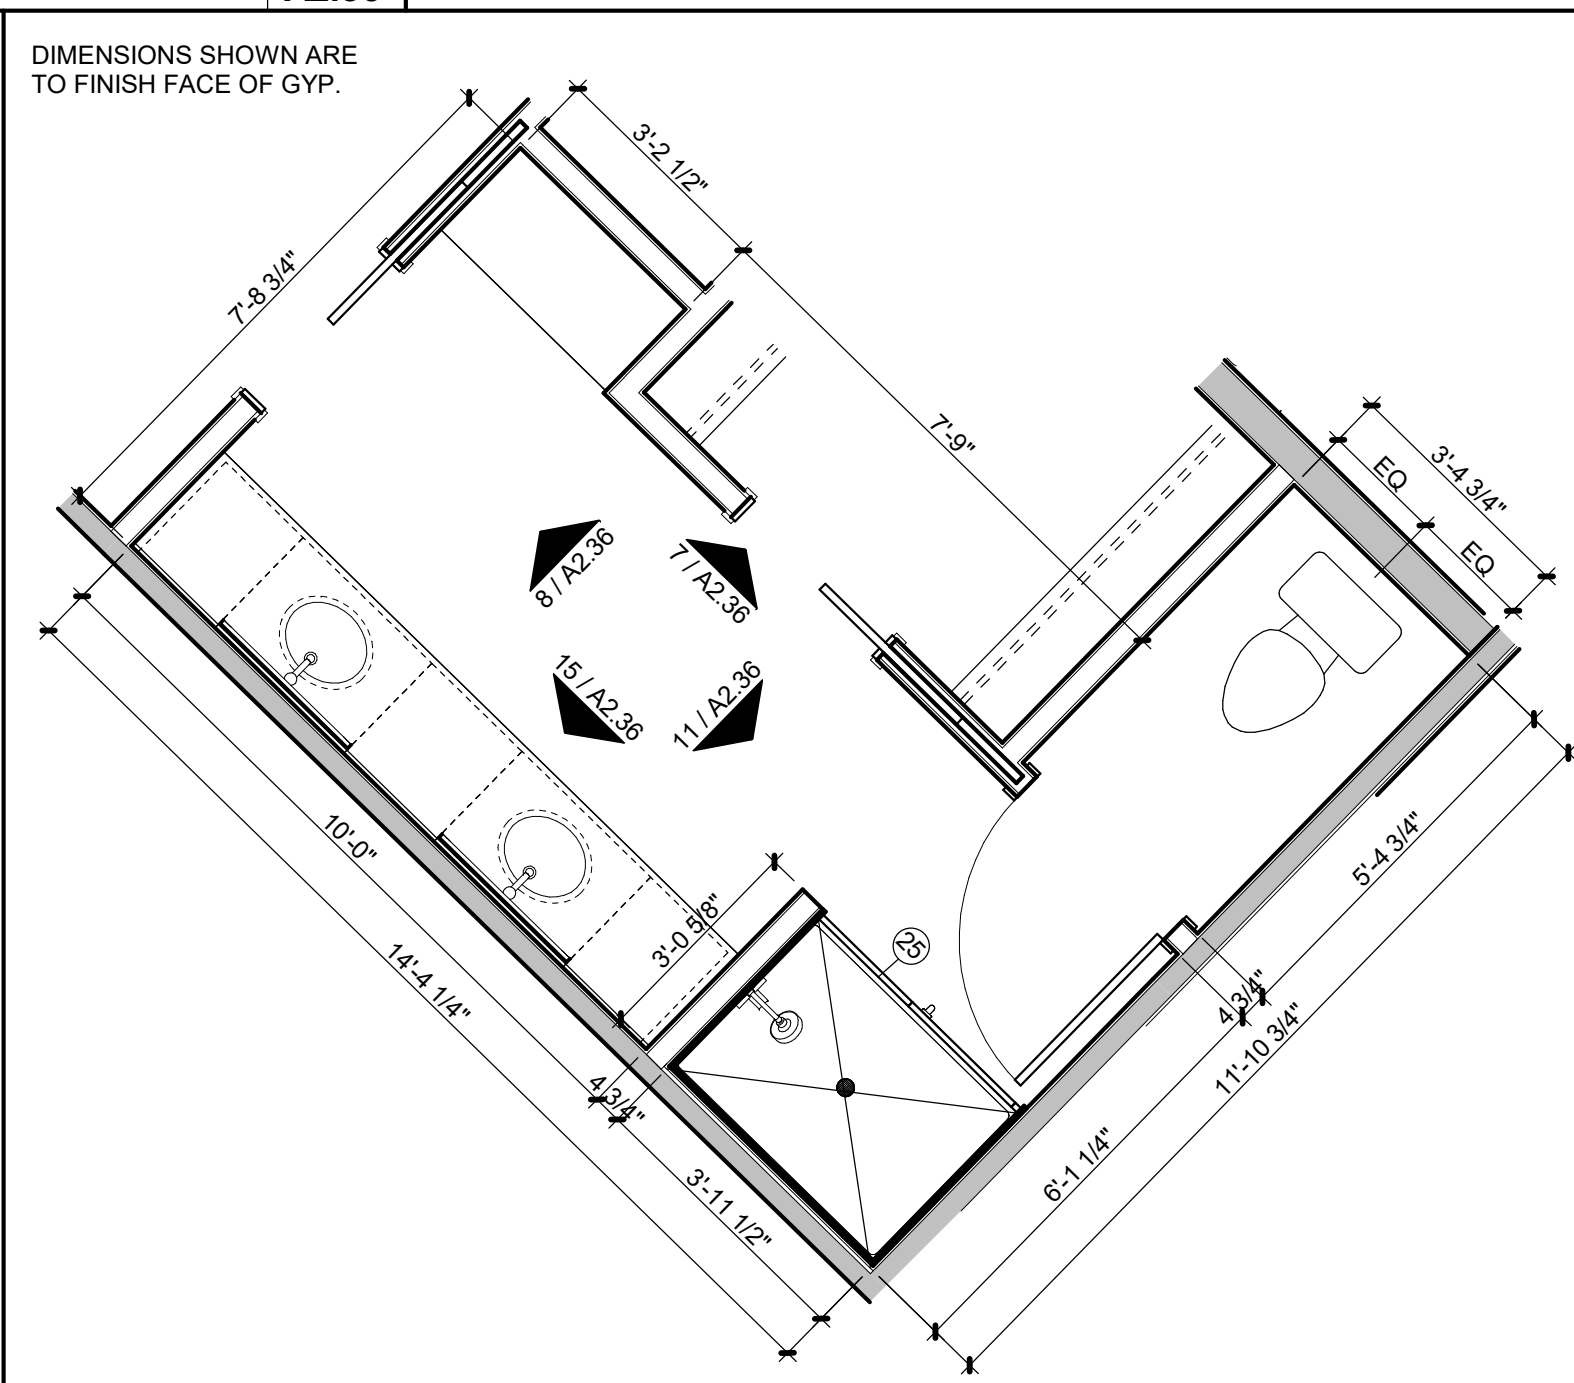 DIMENSIONS SHOWN ARE
TO FINISH FACE OF GYP.
3'-2 1/2"
7'-8 3/4"
7'-9"
3'-4 3/4"
EQ
EQ
8 / A2.36
7 / A2.36
15 / A2.36
11 / A2.36
10'-0"
14'-4 1/4"
3'-0 5/8"
25
5'-4 3/4"
4 3/4"
11'-10 3/4"
4 3/4"
6'-1 1/4"
3'-11 1/2"